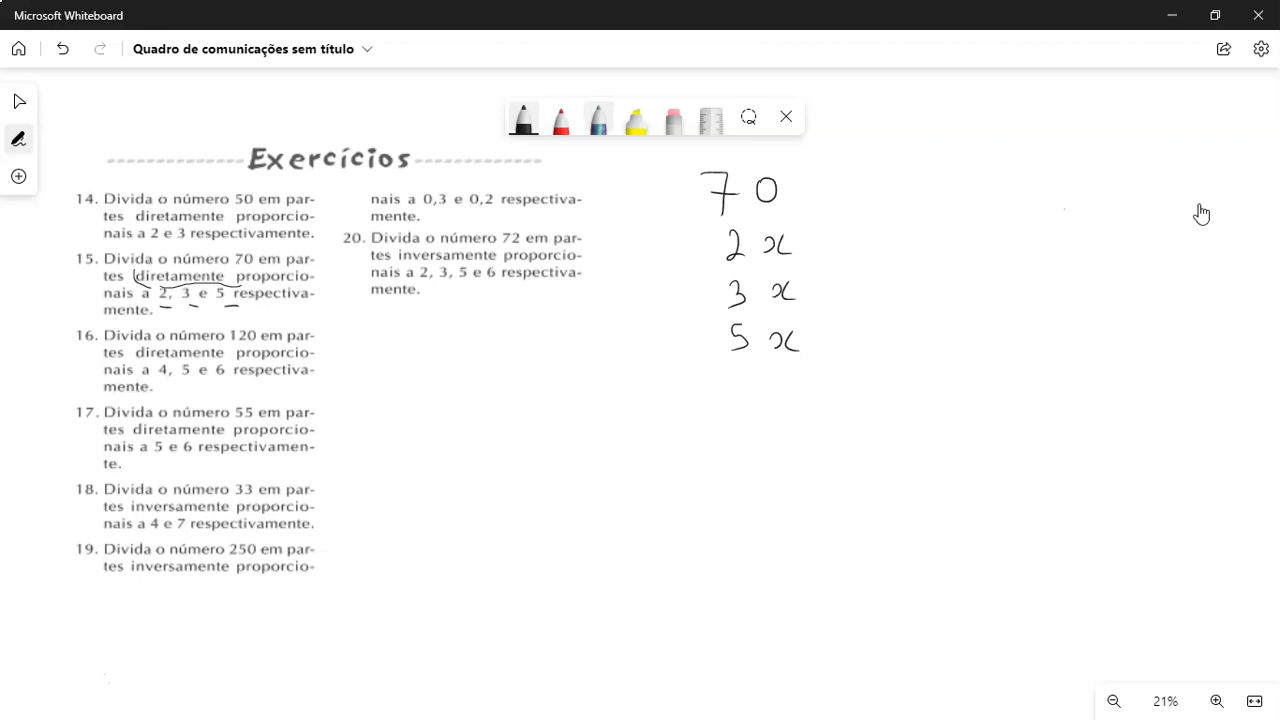 Microsoft Whiteboard
Quadro de comunicações sem título
Exercícios
14. Divida o número 50 em par-
tes diretamente proporcio-
nais a 2 e 3 respectivamente.
15. Divida o número 70 em par-
tes diretamente proporcio-
nais a 2, 3 e 5 respectiva-
mente.
16. Divida o número 120 em par-
tes diretamente proporcio-
nais a 4, 5 e 6 respectiva-
mente.
17. Divida o número 55 em par-
tes diretamente proporcio-
nais a 5 e 6 respectivamen-
te.
18. Divida o número 33 em par-
tes inversamente proporcio-
nais a 4 e 7 respectivamente.
19. Divida o número 250 em par-
tes inversamente proporcio-
nais a 0,3 e 0,2 respectiva-
mente.
20. Divida o número 72 em par-
tes inversamente proporcio-
nais a 2, 3, 5 e 6 respectiva-
mente.
70
2x
3x
5x
21%